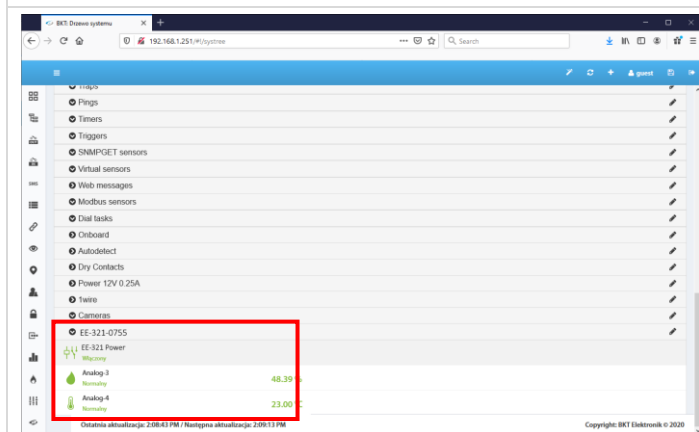 BKT: Drzewo systemu
192.168.1.251/#!/systree
Search
guest
Traps
Pings
Timers
Triggers
SNMPGET sensors
Virtual sensors
Web messages
Modbus sensors
Dial tasks
Onboard
Autodetect
Dry Contacts
Power 12V 0.25A
1wire
Cameras
EE-321-0755
EE-321 Power
Włączony
Analog-3
Normalny
48.39 %
Analog-4
Normalny
23.00 °C
Ostatnia aktualizacja: 2:08:43 PM / Następna aktualizacja: 2:09:13 PM
Copyright: BKT Elektronik © 2020